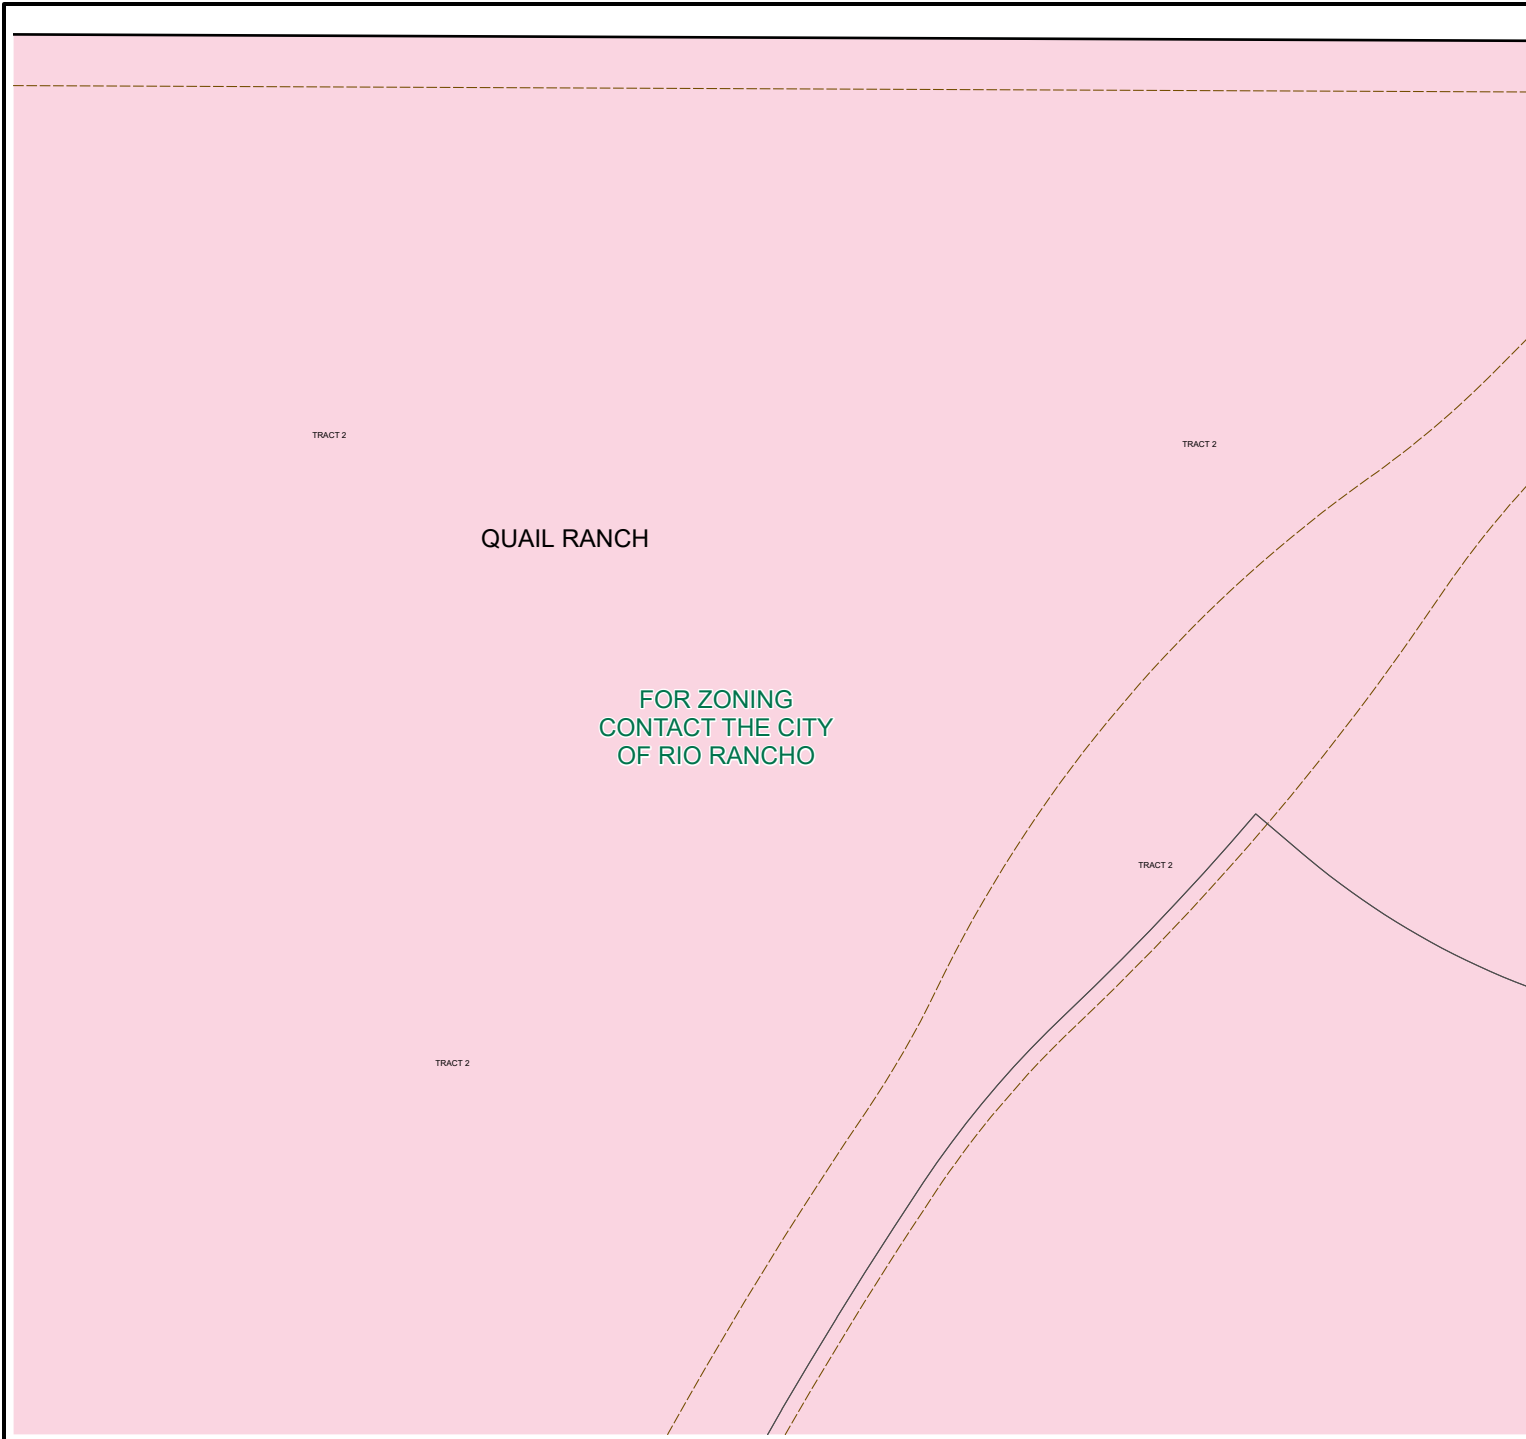 TRACT 2
TRACT 2
QUAIL RANCH
FOR ZONING
CONTACT THE CITY
OF RIO RANCHO
TRACT 2
TRACT 2